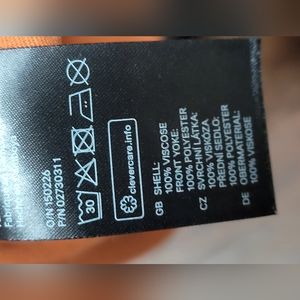 O/N 150226
P/N 02730311
30
clevercare.info
GB
SHELL:
100% VISCOSE
FRONT YOKE:
100% POLYESTER
CZ
SVRCHNÍ LÁTKA:
100% VISKÓZA
PŘEDNÍ SEDLO:
100% POLYESTER
DE
OBERMATERIAL:
100% VISKOSE